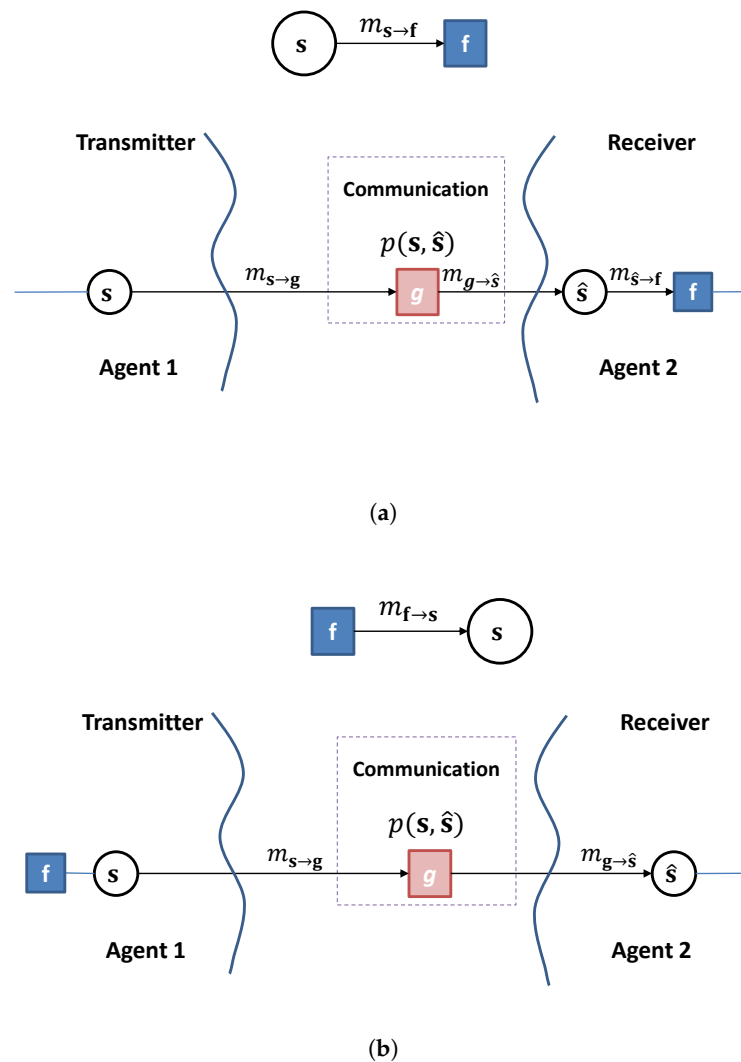 s m_{s→f} f
Transmitter Receiver
Communication
p(s, ŝ)
s m_{s→g} g m_{g→ŝ} ŝ m_{ŝ→f} f
Agent 1 Agent 2
(a)
f m_{f→s} s
Transmitter Receiver
Communication
p(s, ŝ)
f s m_{s→g} g m_{g→ŝ} ŝ
Agent 1 Agent 2
(b)